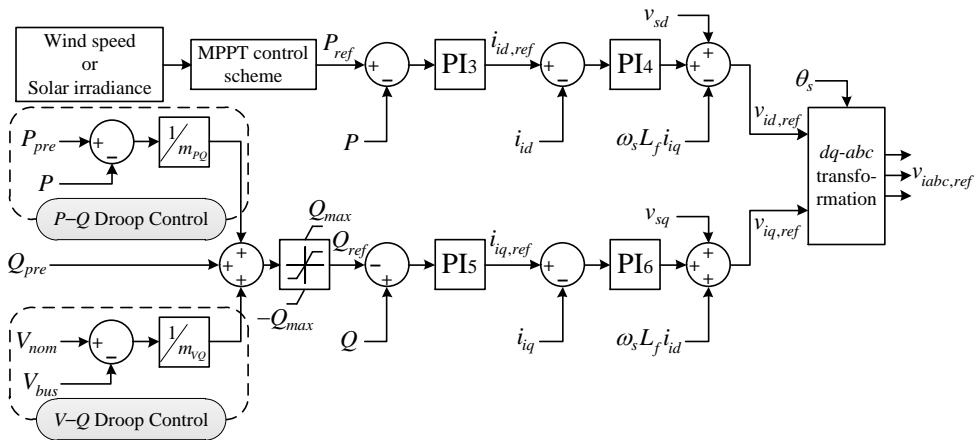 Wind speed
or
Solar irradiance
MPPT control
scheme
P_ref
+
−
P
PI3
i_id,ref
+
−
i_id
PI4
v_sd
+
+
−
ω_s L_f i_iq
v_id,ref
θ_s
dq-abc
transfo-
rmation
v_iabc,ref
P_pre
+
−
P
1/m_PQ
P−Q Droop Control
Q_pre
+
+
+
Q_max
−Q_max
Q_ref
−
+
Q
PI5
i_iq,ref
+
−
i_iq
PI6
v_sq
+
+
+
ω_s L_f i_id
v_iq,ref
V_nom
+
−
V_bus
1/m_VQ
V−Q Droop Control